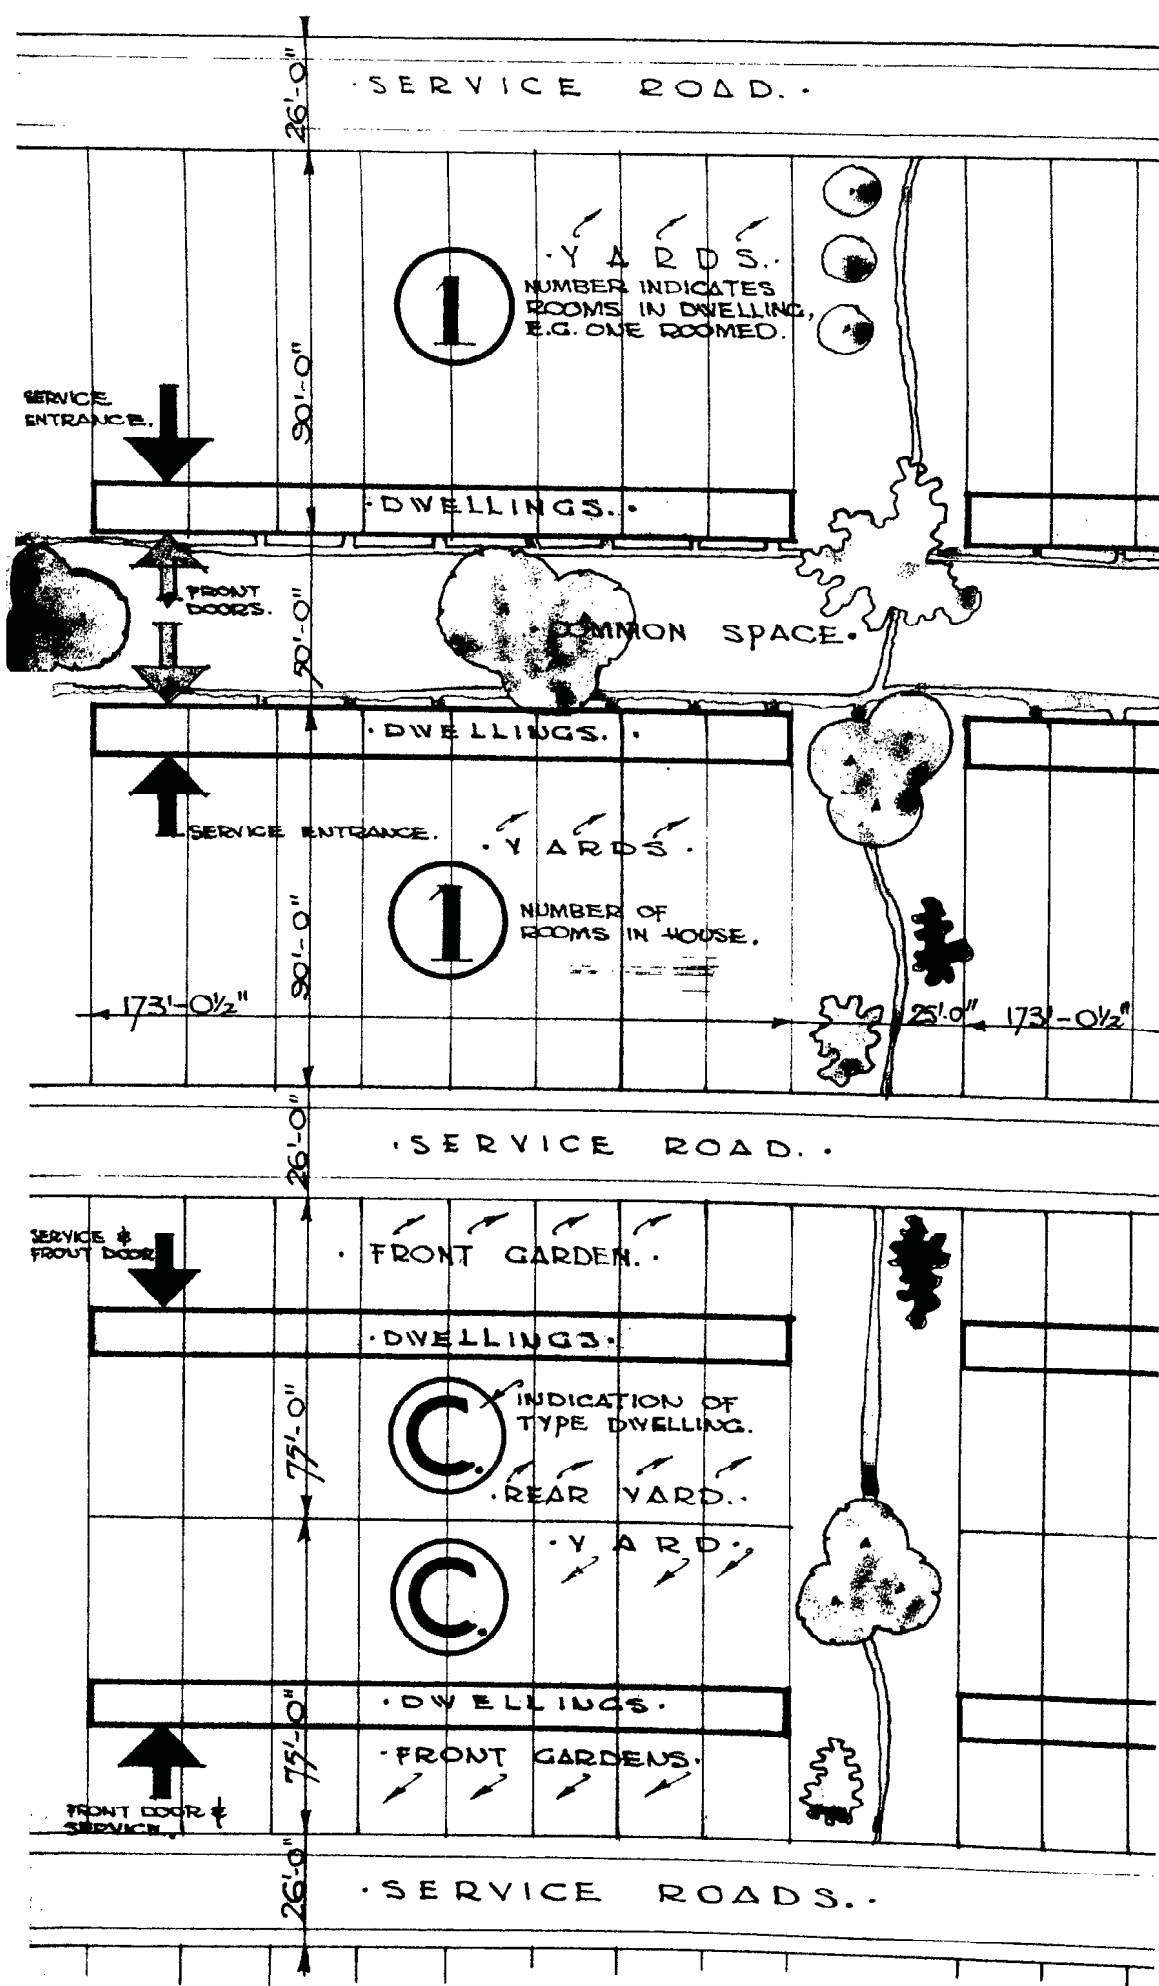 26'-0"
·SERVICE ROAD.·
·YARDS.·
1
NUMBER INDICATES
ROOMS IN DWELLING,
E.G. ONE ROOMED.
90'-0"
SERVICE
ENTRANCE.
·DWELLINGS.·
FRONT
DOORS.
50'-0"
·COMMON SPACE·
·DWELLINGS.·
SERVICE ENTRANCE.
·YARDS·
1
NUMBER OF
ROOMS IN HOUSE.
90'-0"
173'-0½"
25'-0"
173'-0½"
26'-0"
·SERVICE ROAD.·
SERVICE &
FRONT DOOR
·FRONT GARDEN.·
·DWELLINGS·
C.
INDICATION OF
TYPE DWELLING.
75'-0"
·REAR YARD.·
·YARD·
C.
·DWELLINGS·
75'-0"
·FRONT GARDENS.·
FRONT DOOR &
SERVICE.
26'-0"
·SERVICE ROADS.·